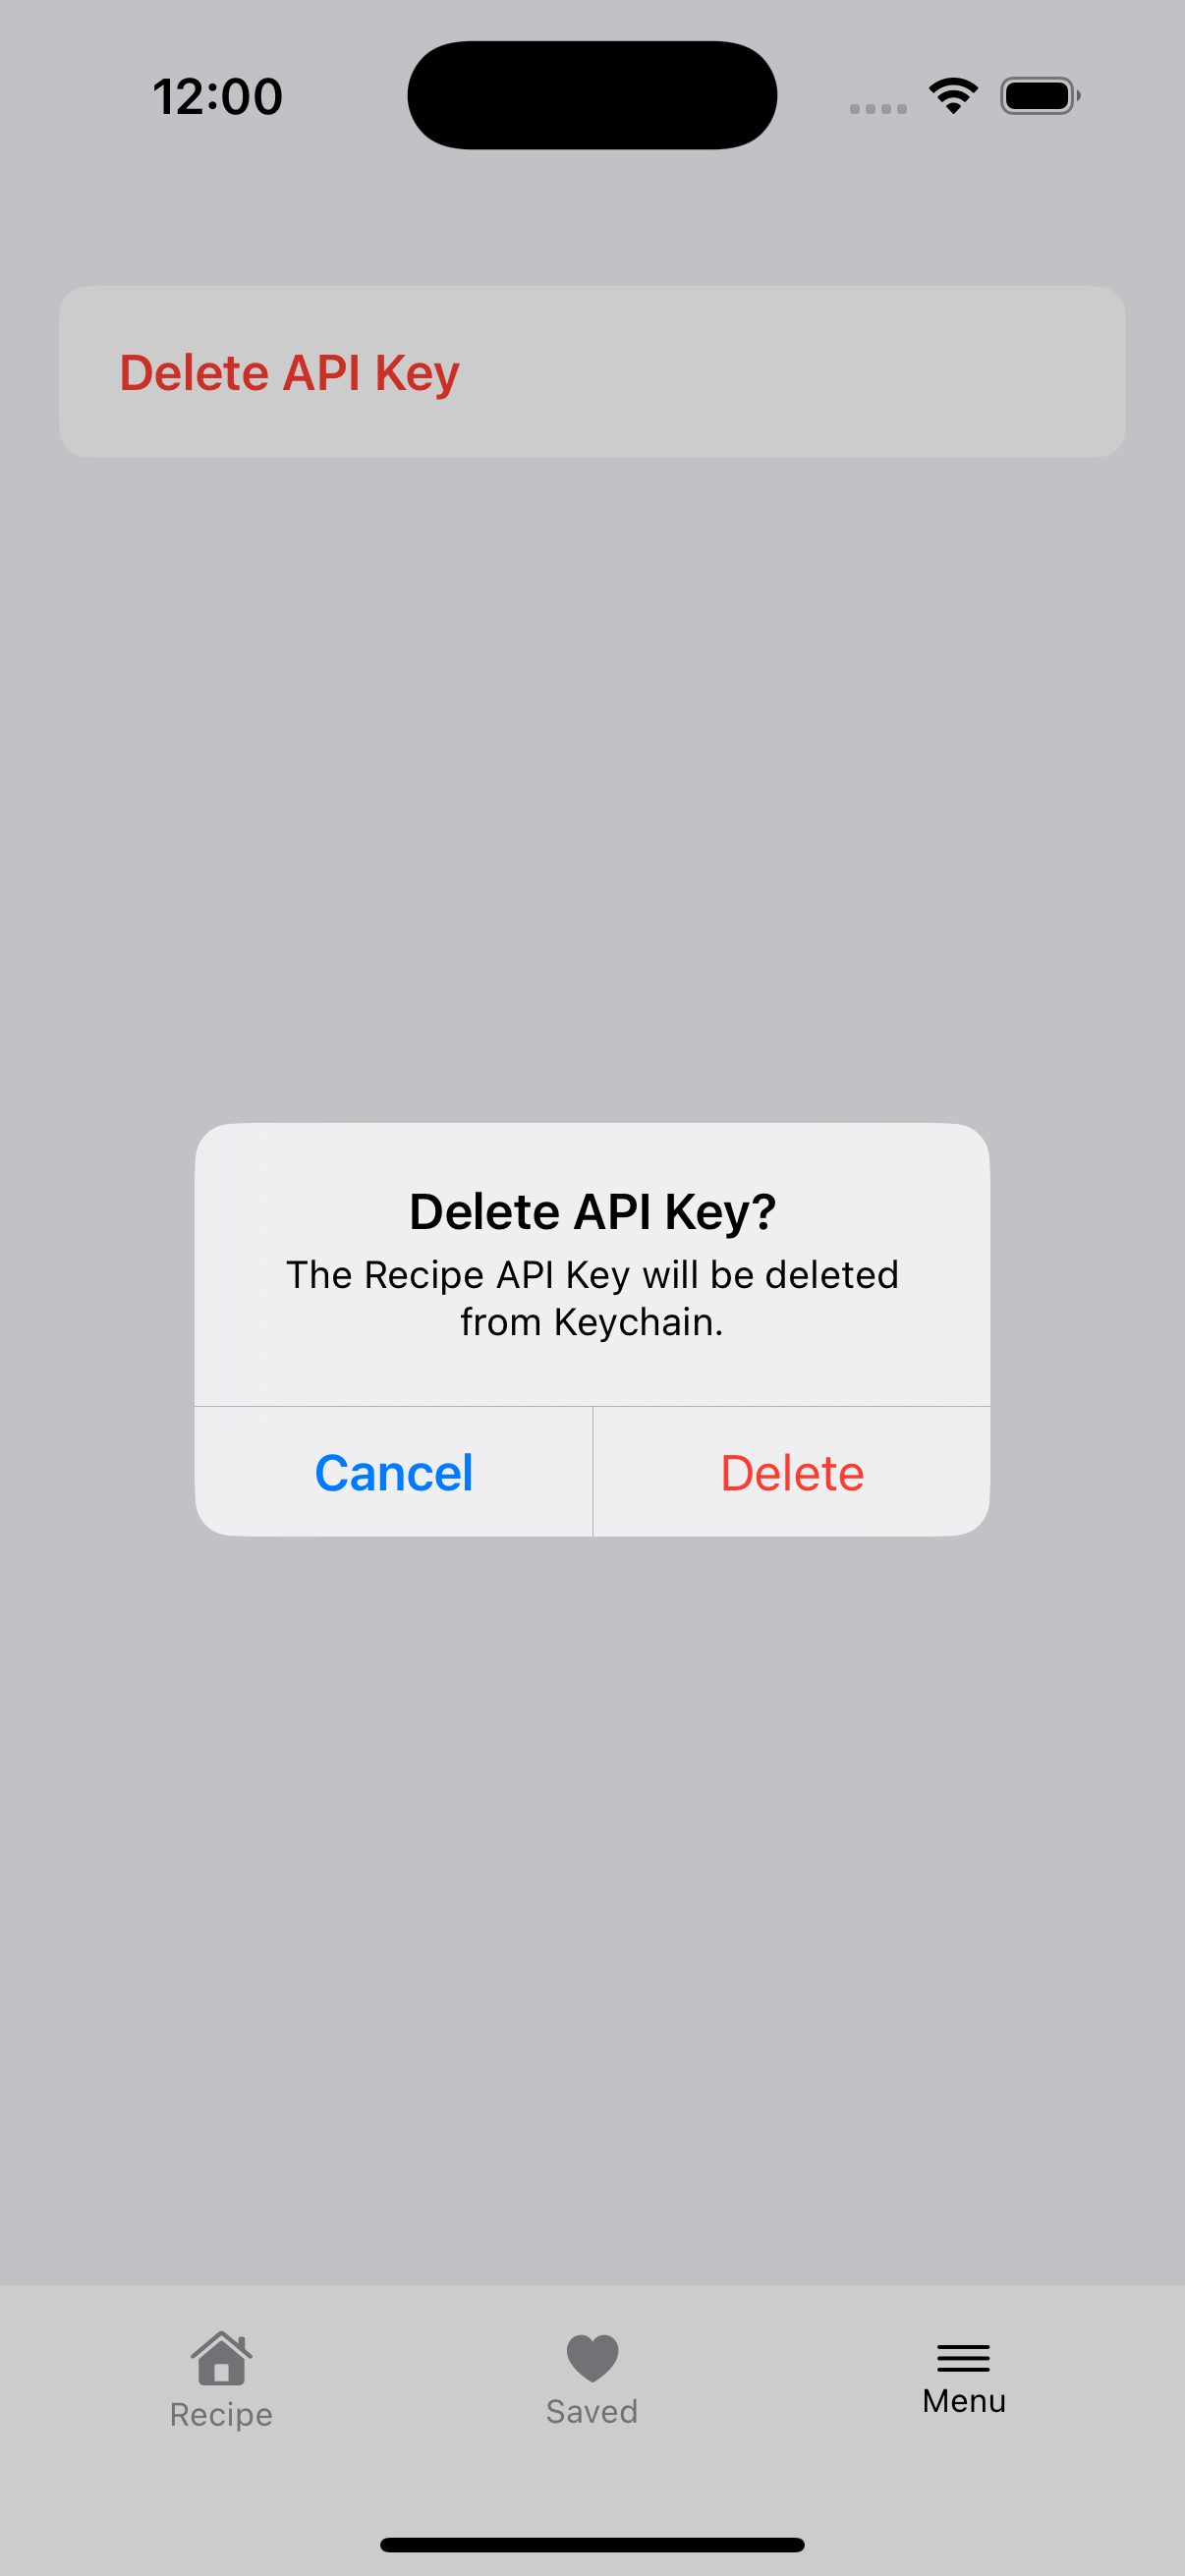 12:00
Delete API Key
Delete API Key?
The Recipe API Key will be deleted
from Keychain.
Cancel
Delete
Recipe
Saved
Menu